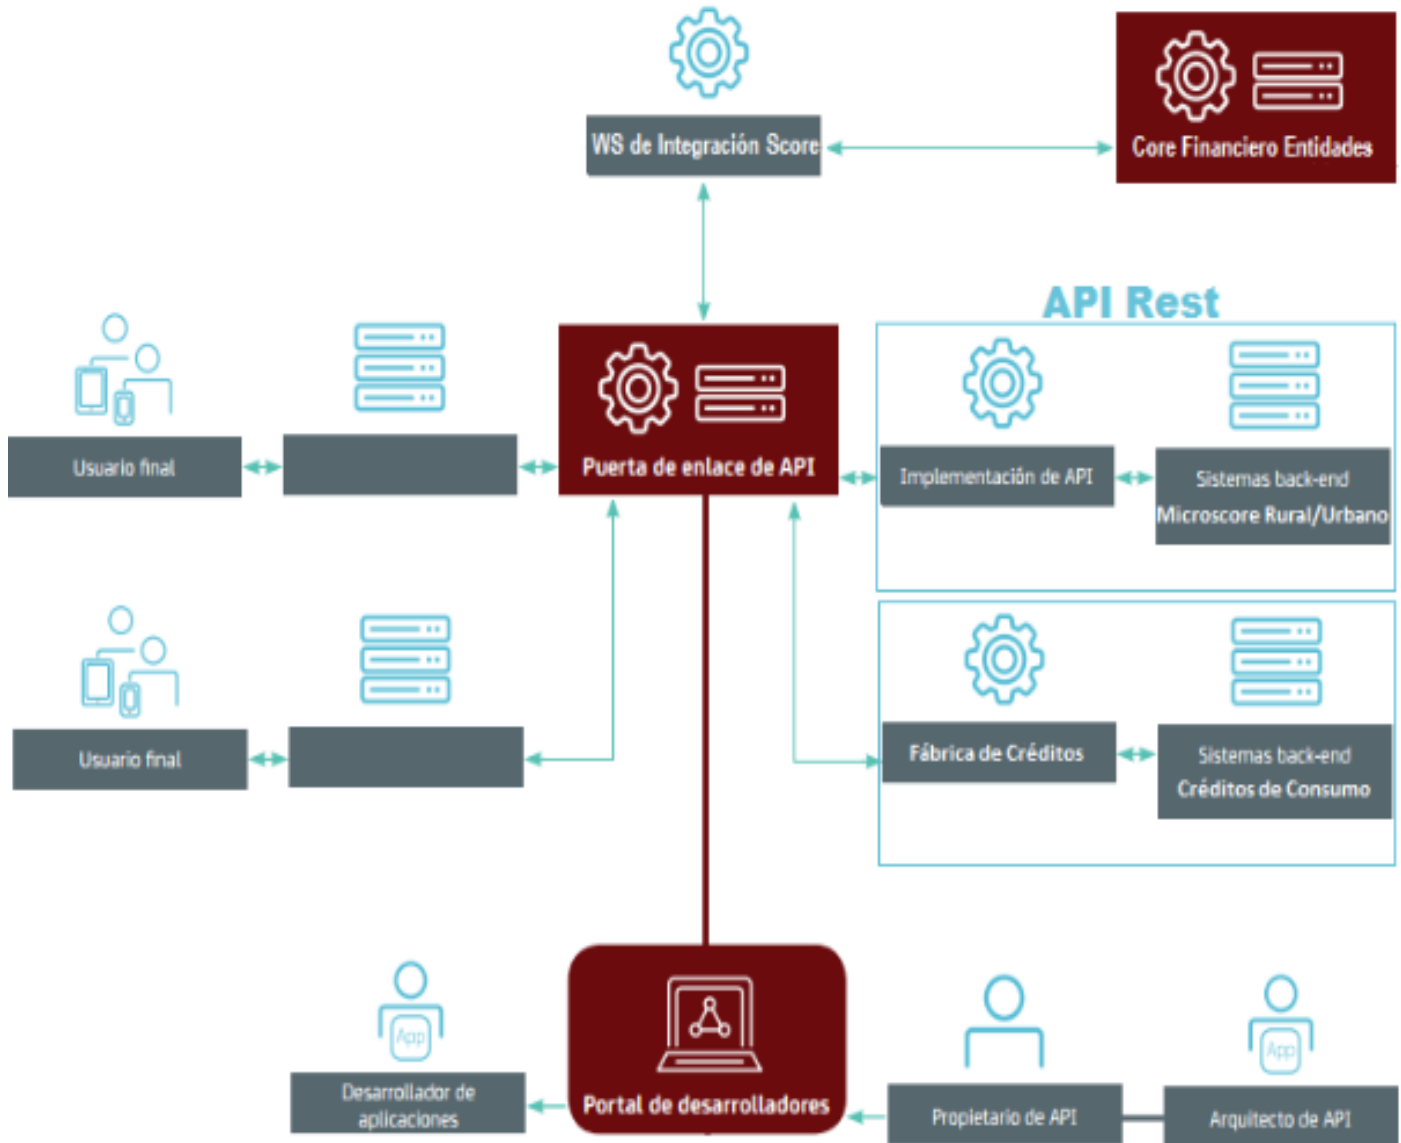 WS de Integración Score
Core Financiero Entidades
API Rest
Usuario final
Puerta de enlace de API
Implementación de API
Sistemas back-end
Microscore Rural/Urbano
Usuario final
Fábrica de Créditos
Sistemas back-end
Créditos de Consumo
App
App
Desarrollador de
aplicaciones
Portal de desarrolladores
Propietario de API
Arquitecto de API